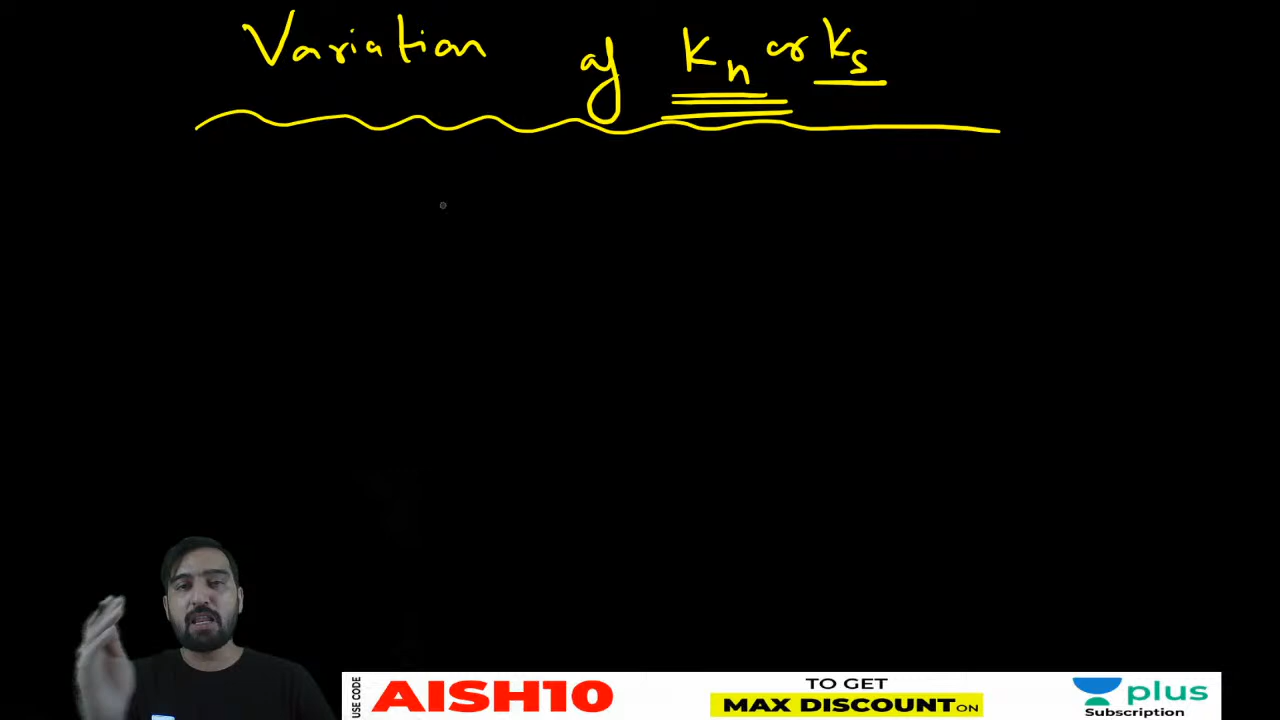 Variation of Kn or Ks
USE CODE
AISH10
TO GET
MAX DISCOUNT ON
plus
Subscription